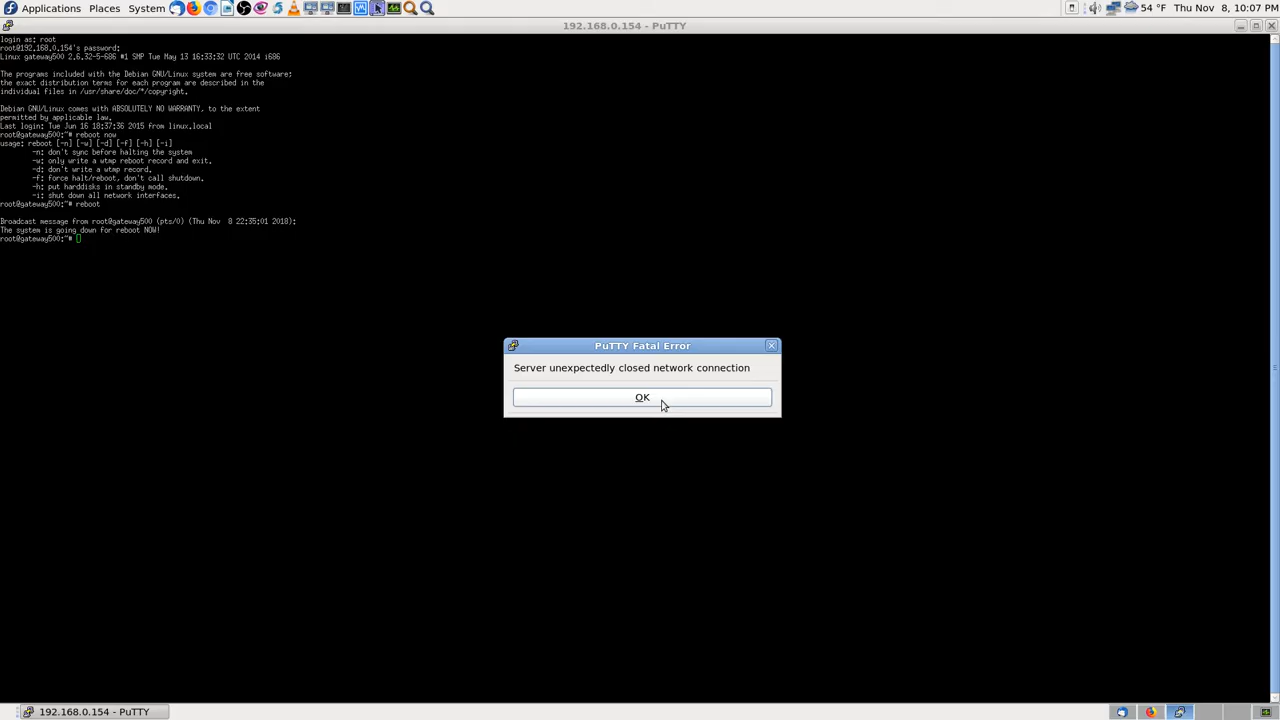 Applications Places System 54 °F Thu Nov 8, 10:07 PM
192.168.0.154 - PuTTY
login as: root
root@192.168.0.154's password:
Linux gateway500 2.6.32-5-686 #1 SMP Tue May 13 16:33:32 UTC 2014 i686
The programs included with the Debian GNU/Linux system are free software;
the exact distribution terms for each program are described in the
individual files in /usr/share/doc/*/copyright.
Debian GNU/Linux comes with ABSOLUTELY NO WARRANTY, to the extent
permitted by applicable law.
Last login: Tue Jun 16 18:37:36 2015 from linux.local
root@gateway500:~# reboot now
usage: reboot [-n] [-w] [-d] [-f] [-h] [-i]
-n: don't sync before halting the system
-w: only write a wtmp reboot record and exit.
-d: don't write a wtmp record.
-f: force halt/reboot, don't call shutdown.
-h: put harddisks in standby mode.
-i: shut down all network interfaces.
root@gateway500:~# reboot
Broadcast message from root@gateway500 (pts/0) (Thu Nov  8 22:35:01 2018):
The system is going down for reboot NOW!
root@gateway500:~#
PuTTY Fatal Error
Server unexpectedly closed network connection
OK
192.168.0.154 - PuTTY